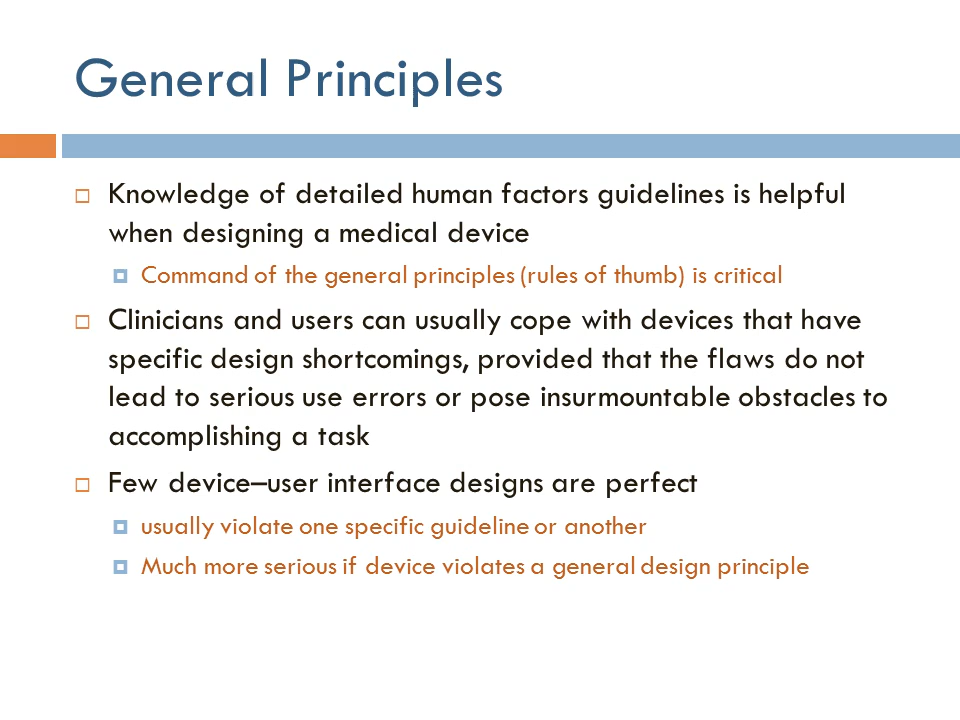 General Principles
Knowledge of detailed human factors guidelines is helpful
when designing a medical device
Command of the general principles (rules of thumb) is critical
Clinicians and users can usually cope with devices that have
specific design shortcomings, provided that the flaws do not
lead to serious use errors or pose insurmountable obstacles to
accomplishing a task
Few device–user interface designs are perfect
usually violate one specific guideline or another
Much more serious if device violates a general design principle